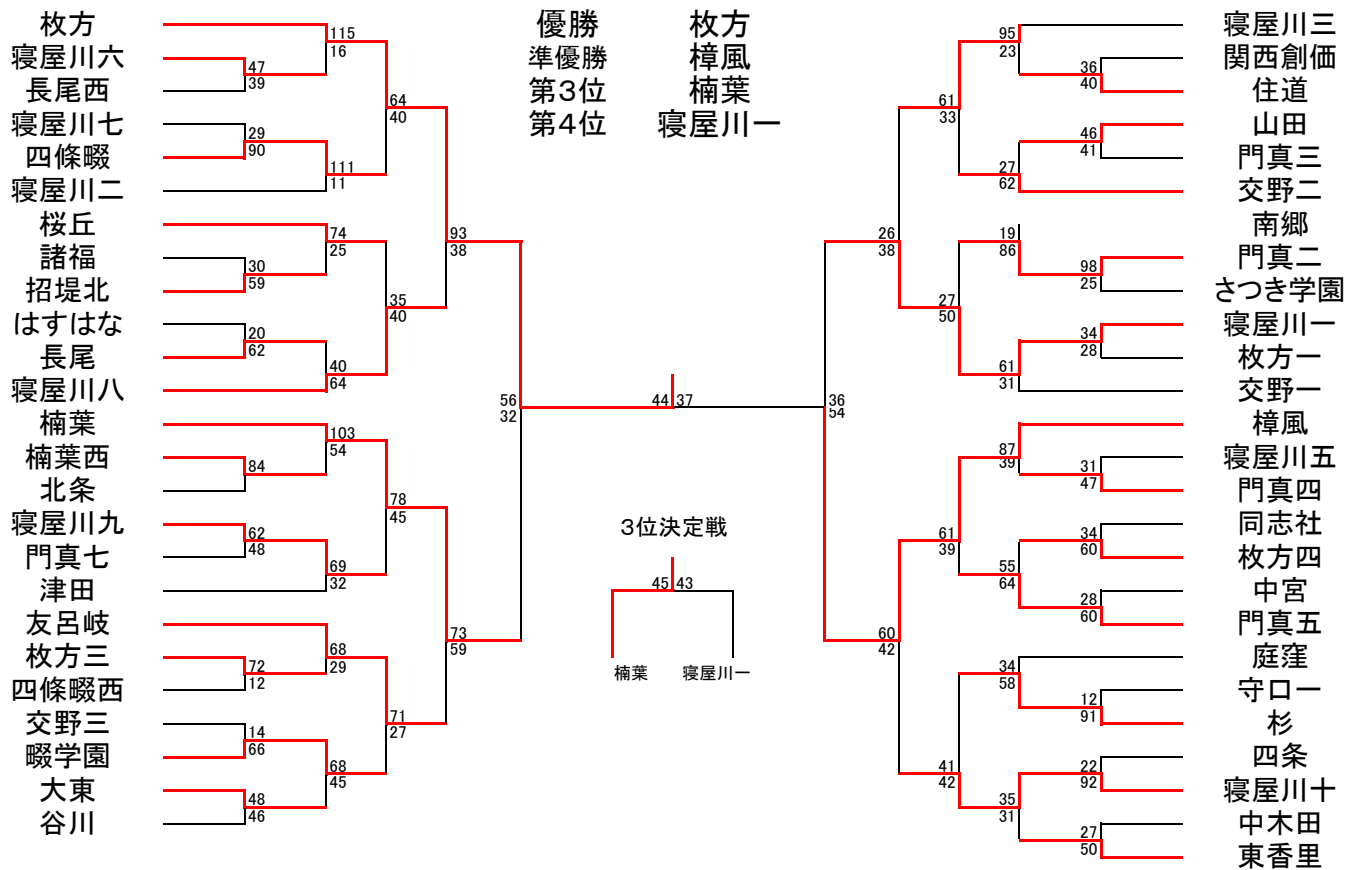 優勝 枚方
準優勝 樟風
第3位 楠葉
第4位 寝屋川一
枚方
寝屋川六
長尾西
寝屋川七
四條畷
寝屋川二
桜丘
諸福
招堤北
はすはな
長尾
寝屋川八
楠葉
楠葉西
北条
寝屋川九
門真七
津田
友呂岐
枚方三
四條畷西
交野三
畷学園
大東
谷川
115
16
47
39
29
90
111
11
64
40
74
25
30
59
20
62
40
64
35
40
93
38
103
54
84
62
48
69
32
78
45
68
29
72
12
14
66
48
46
68
45
71
27
73
59
56
32
44 37
3位決定戦
45 43
楠葉 寝屋川一
36
54
26
38
61
33
95
23
36
40
46
41
27
62
19
86
98
25
27
50
34
28
61
31
87
39
31
47
61
39
34
60
55
64
28
60
60
42
34
58
12
91
41
42
22
92
35
31
27
50
寝屋川三
関西創価
住道
山田
門真三
交野二
南郷
門真二
さつき学園
寝屋川一
枚方一
交野一
樟風
寝屋川五
門真四
同志社
枚方四
中宮
門真五
庭窪
守口一
杉
四条
寝屋川十
中木田
東香里